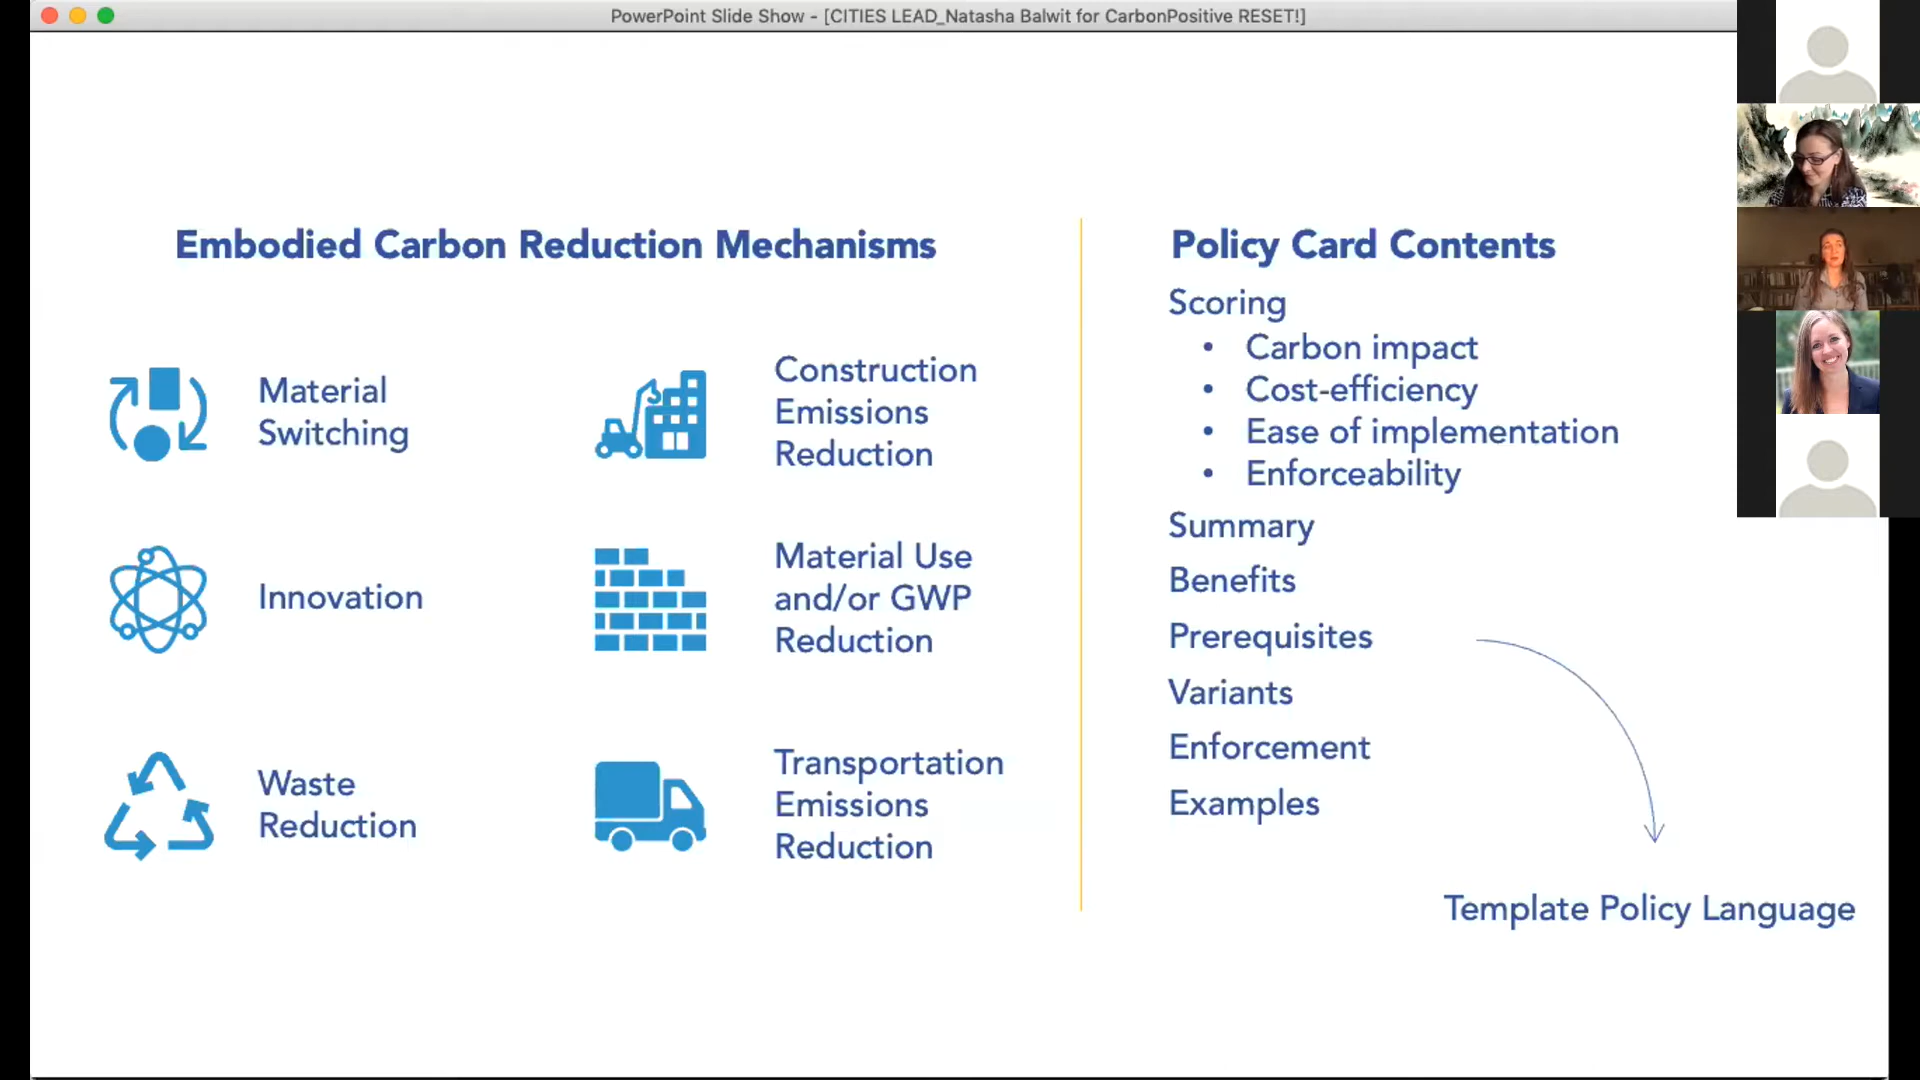 PowerPoint Slide Show - [CITIES LEAD_Natasha Balwit for CarbonPositive RESET!]
Embodied Carbon Reduction Mechanisms
Material
Switching
Construction
Emissions
Reduction
Innovation
Material Use
and/or GWP
Reduction
Waste
Reduction
Transportation
Emissions
Reduction
Policy Card Contents
Scoring
• Carbon impact
• Cost-efficiency
• Ease of implementation
• Enforceability
Summary
Benefits
Prerequisites
Variants
Enforcement
Examples
Template Policy Language